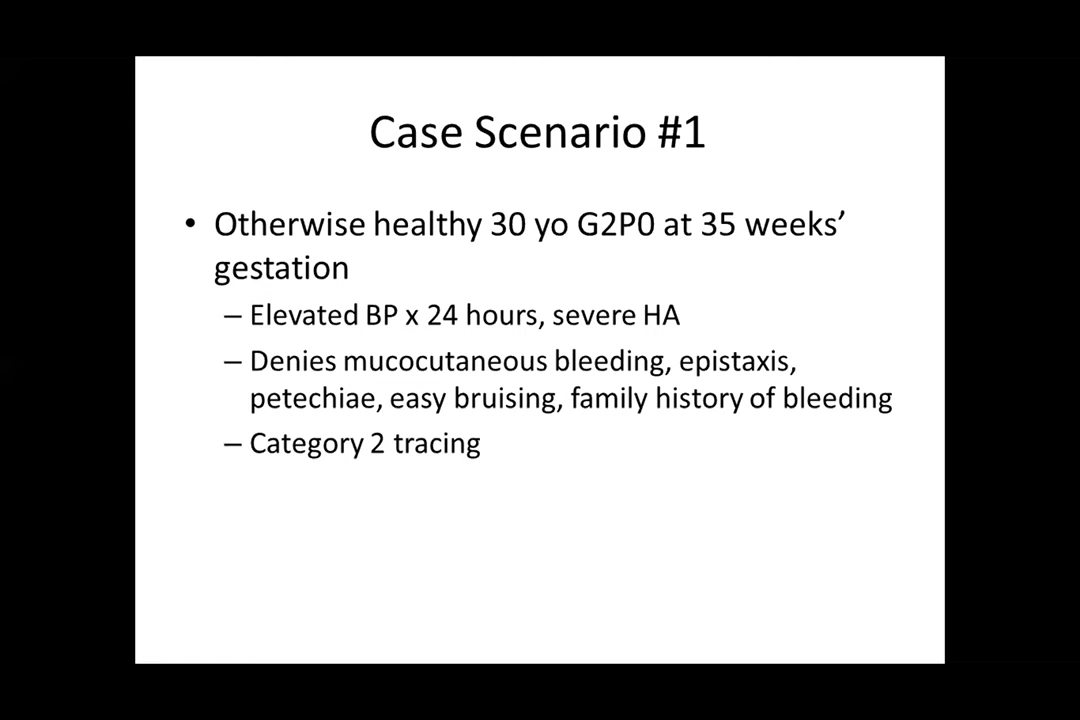 Case Scenario #1
• Otherwise healthy 30 yo G2P0 at 35 weeks’
gestation
– Elevated BP x 24 hours, severe HA
– Denies mucocutaneous bleeding, epistaxis,
petechiae, easy bruising, family history of bleeding
– Category 2 tracing